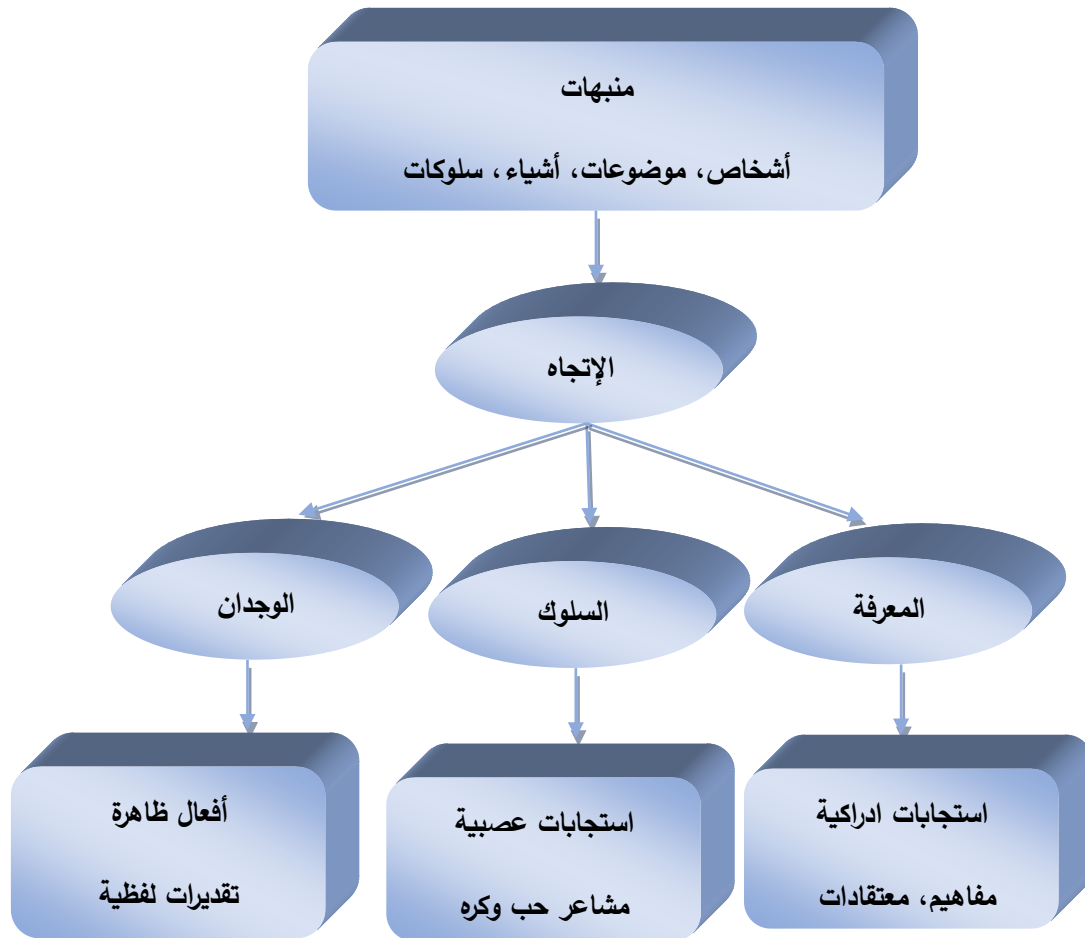 منبهات
أشخاص، موضوعات، أشياء، سلوكات
الإتجاه
المعرفة
السلوك
الوجدان
استجابات ادراكية
مفاهيم، معتقادات
استجابات عصبية
مشاعر حب وكره
أفعال ظاهرة
تقديرات لفظية